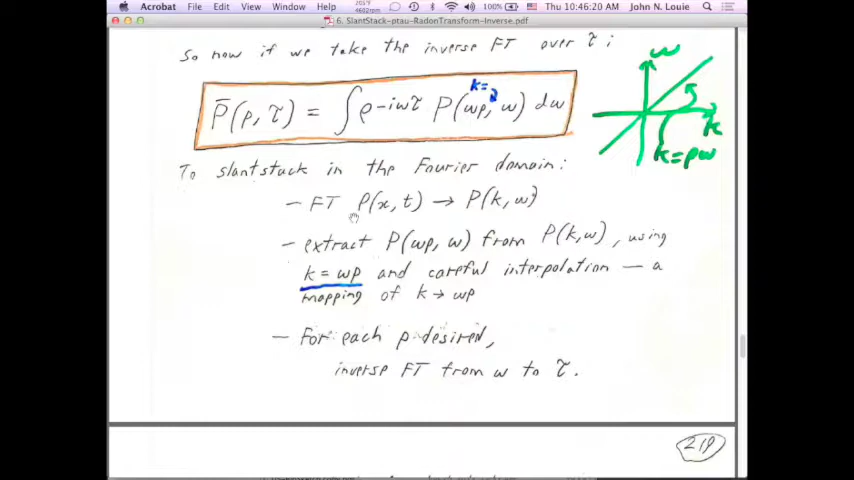 Acrobat File Edit View Window Help 100% Thu 10:46:20 AM John N. Louie
6. SlantStack-ptau-RadonTransform-Inverse.pdf
So now if we take the inverse FT over τ :
k=
P̄(p, τ) = ∫ e^{-iωτ} P(ωp, ω) dω
ω
k
k=pω
To slantstack in the Fourier domain:
- FT P(x, t) → P(k, ω)
- extract P(ωp, ω) from P(k, ω), using
k = ωp and careful interpolation — a
mapping of k → ωp
- For each p desired,
inverse FT from ω to τ.
219